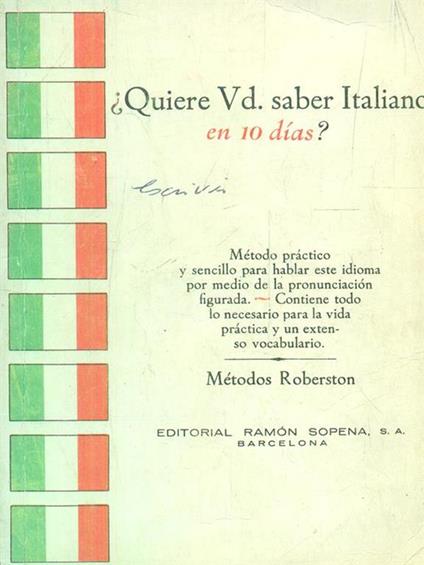 ¿Quiere Vd. saber Italiano
en 10 días?
Método práctico
y sencillo para hablar este idioma
por medio de la pronunciación
figurada. ~ Contiene todo
lo necesario para la vida
práctica y un exten-
so vocabulario.
Métodos Roberston
EDITORIAL RAMÓN SOPENA, S. A.
BARCELONA